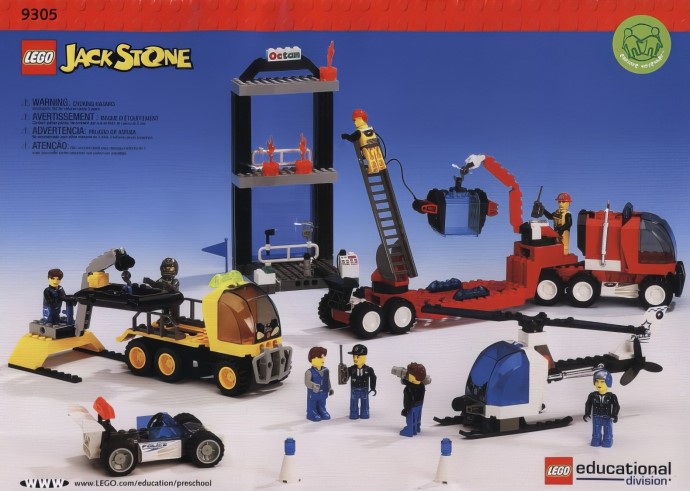 9305
LEGO JACK STONE
WARNING: CHOKING HAZARD.
AVERTISSEMENT : RISQUE D'ÉTOUFFEMENT
ADVERTENCIA: PELIGRO DE ASFIXIA.
ATENÇÃO:
Octan
POLICE
www.LEGO.com/education/preschool
LEGO educational
division